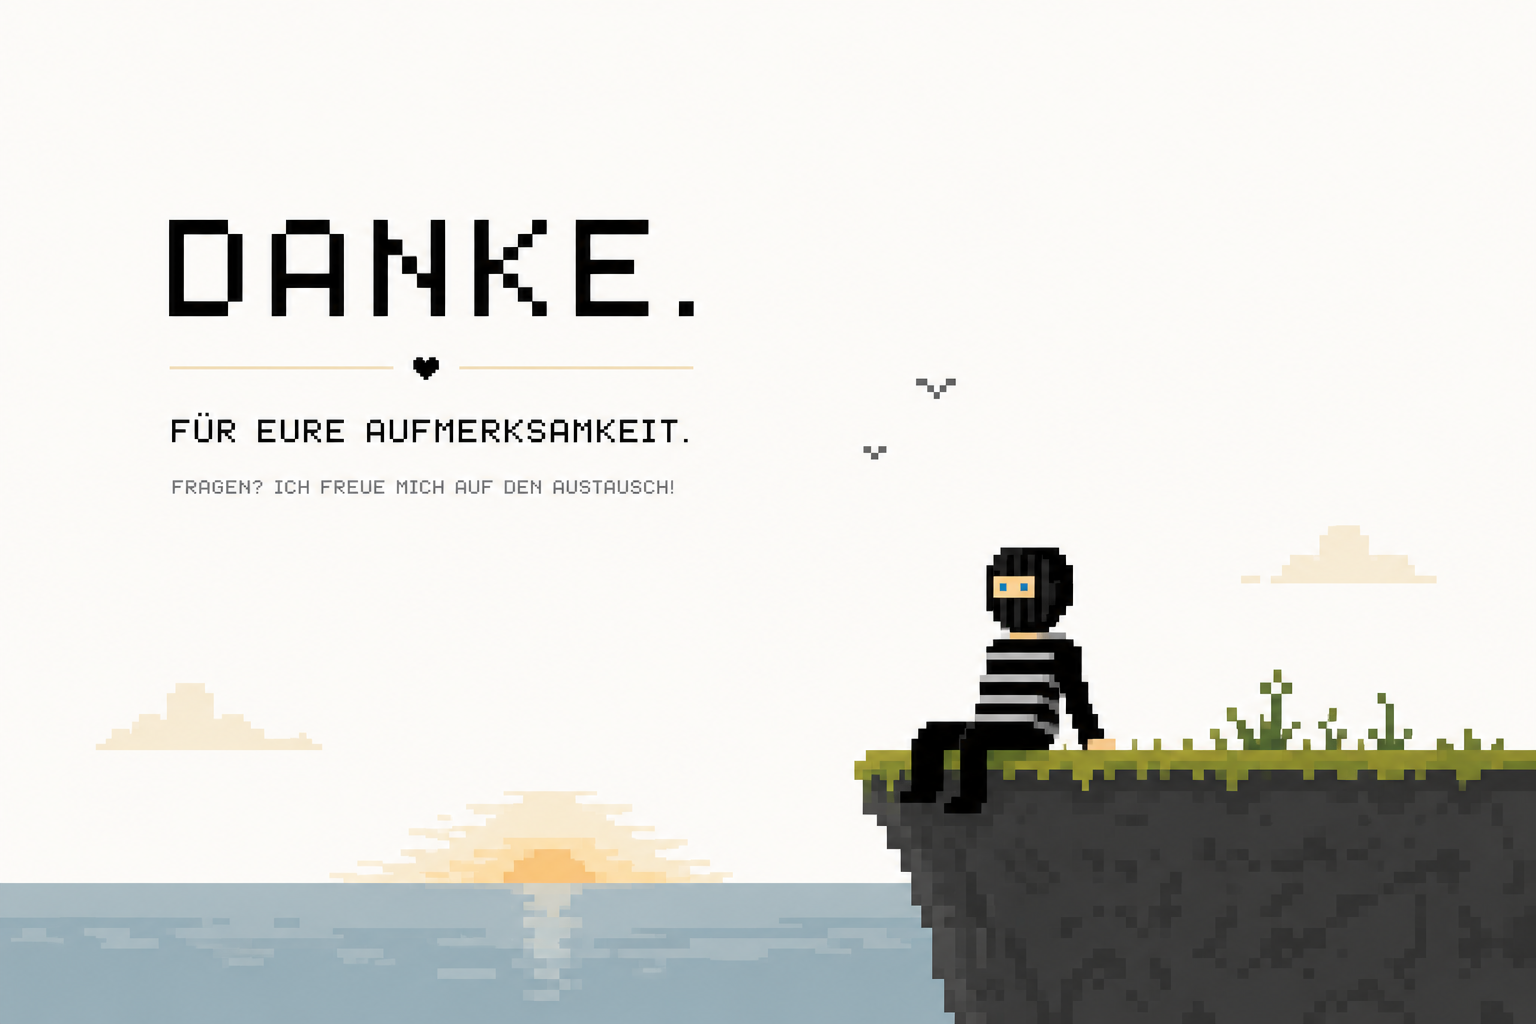 DANKE.
FÜR EURE AUFMERKSAMKEIT.
FRAGEN? ICH FREUE MICH AUF DEN AUSTAUSCH!